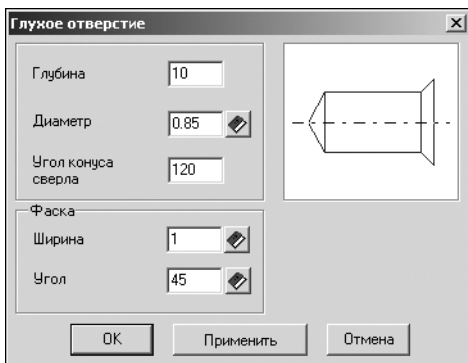 Глухое отверстие
Глубина 10
Диаметр 0.85
Угол конуса
сверла 120
Фаска
Ширина 1
Угол 45
OK Применить Отмена